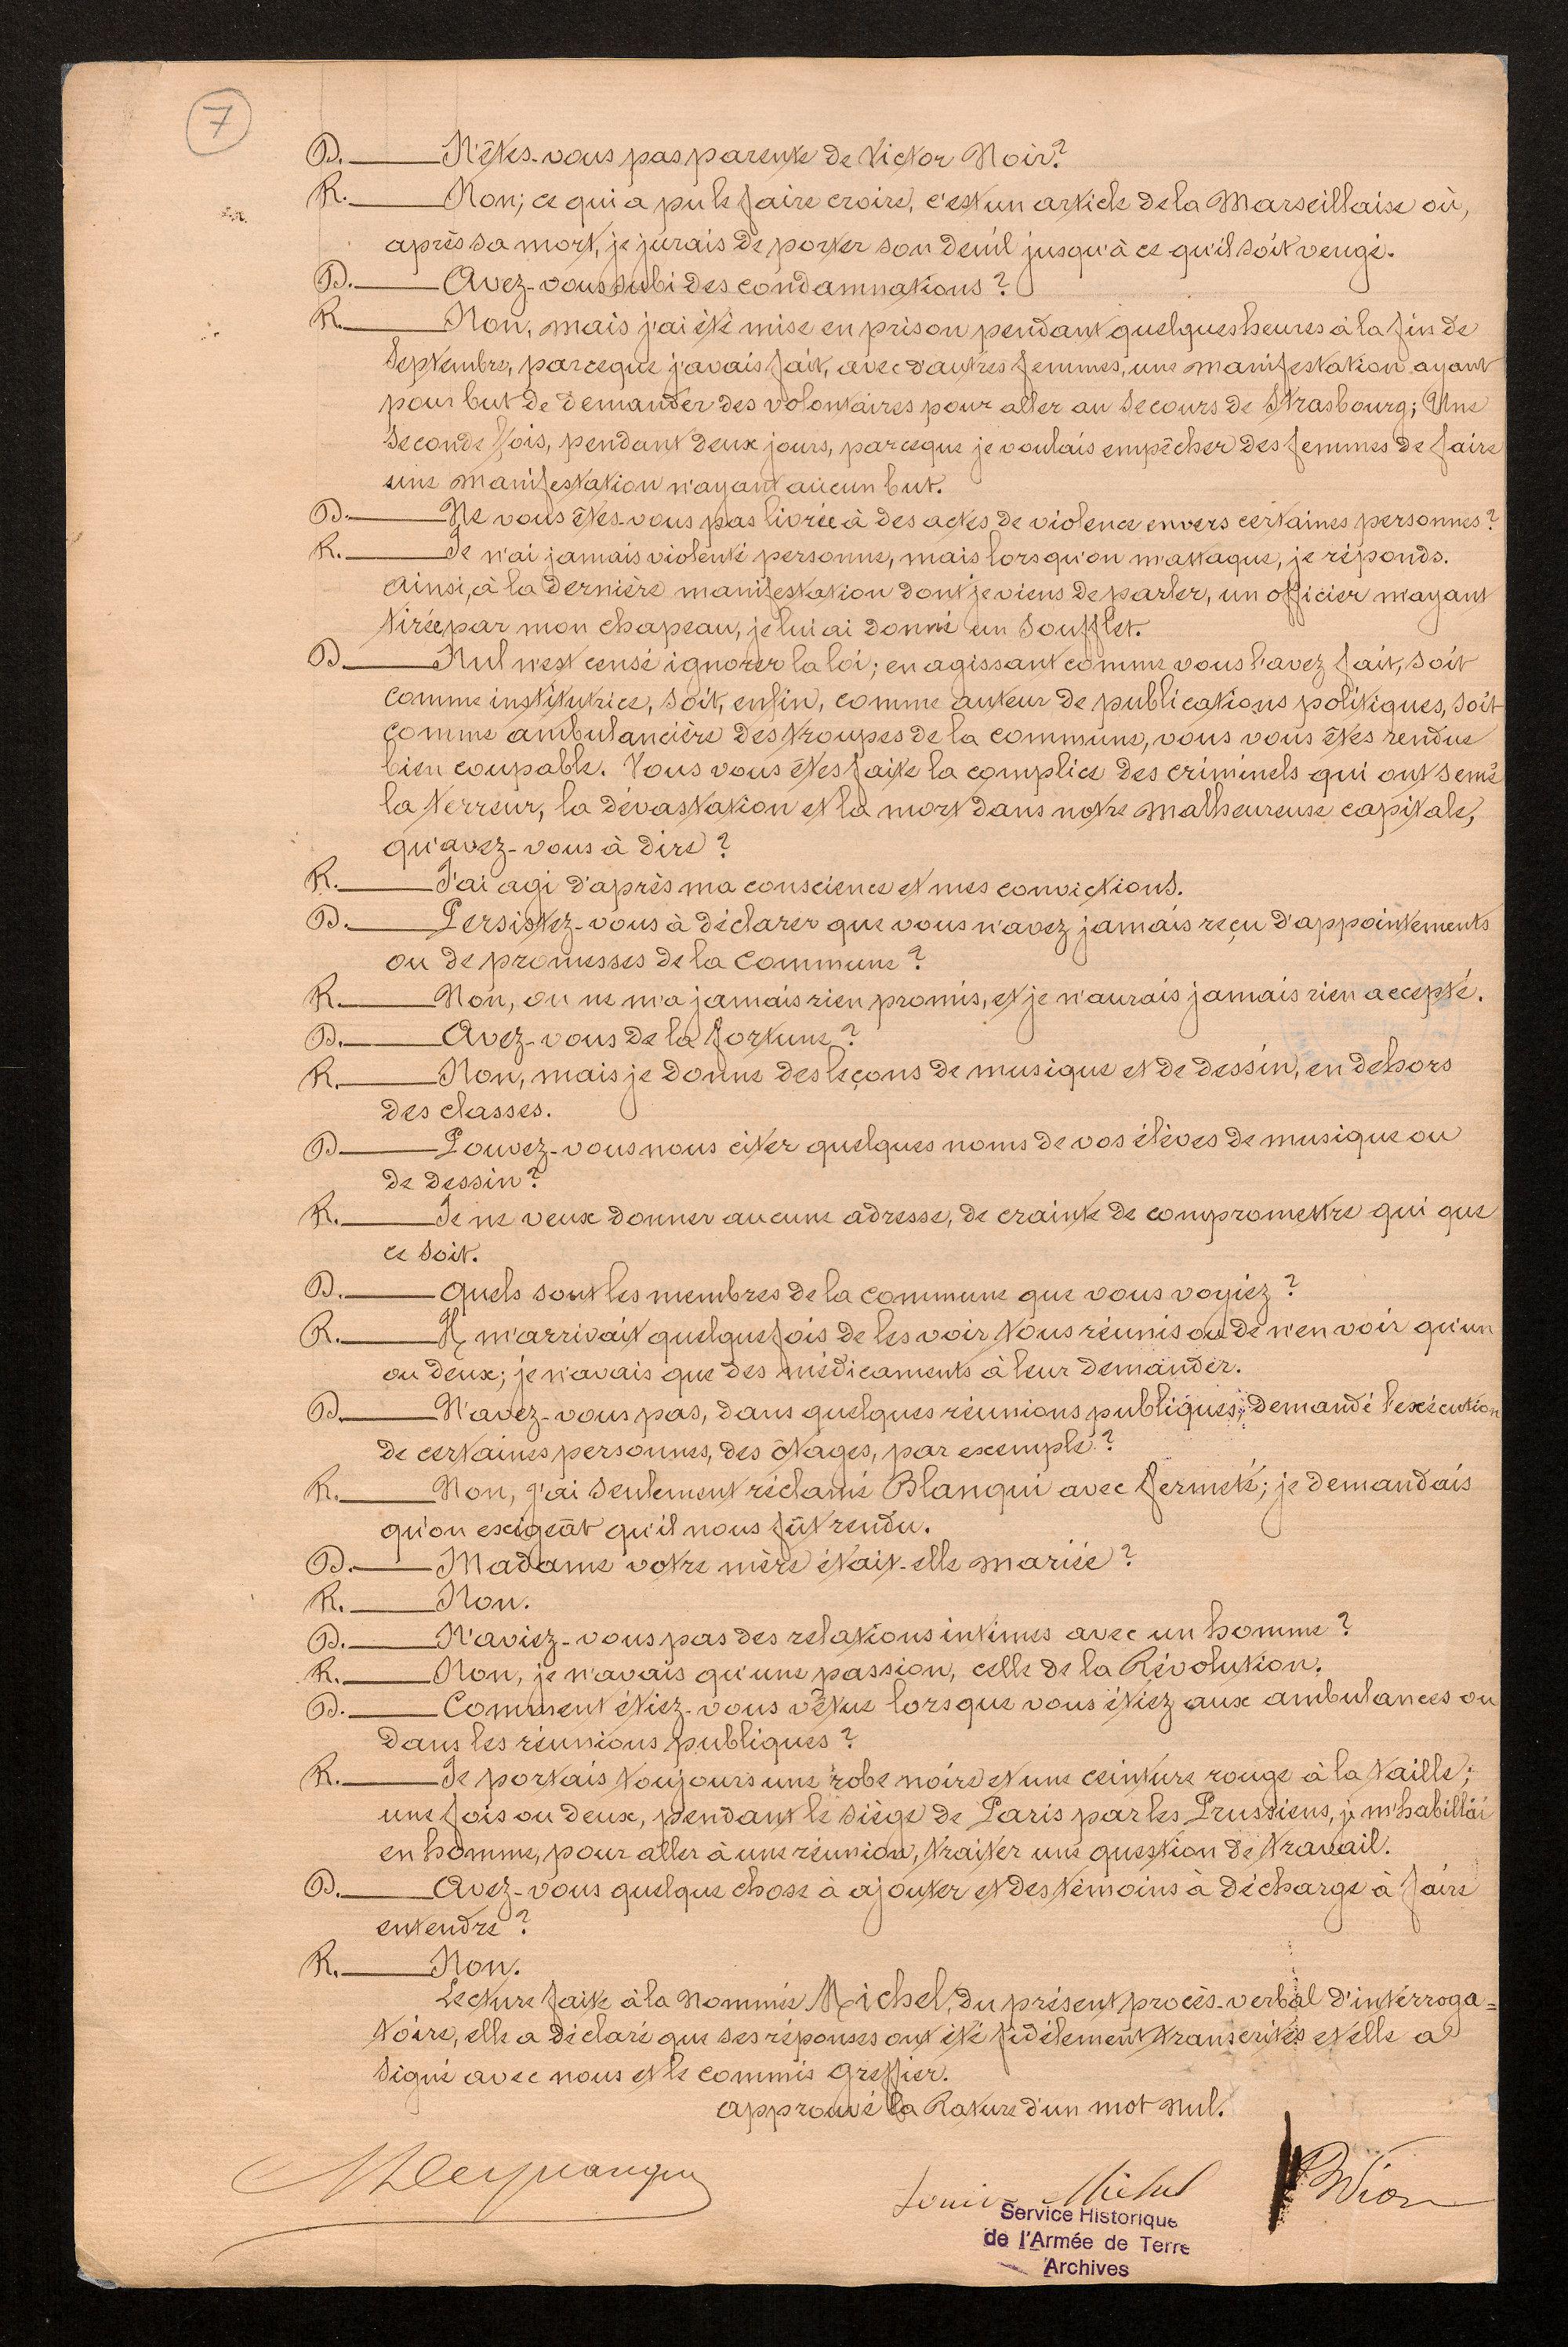 7
D. N'êtes-vous pas parente de Victor Noir?
R. Non; ce qui a pu le faire croire, c'est un article de la Marseillaise où,
après sa mort, je jurais de porter son deuil jusqu'à ce qu'il soit vengé.
D. Avez-vous subi des condamnations?
R. Non, mais j'ai été mise en prison pendant quelques heures à la fin de
Septembre, parceque j'avais fait, avec d'autres femmes, une manifestation ayant
pour but de demander des volontaires pour aller au secours de Strasbourg; Une
seconde fois, pendant deux jours, parceque je voulais empêcher des femmes de faire
une manifestation n'ayant aucun but.
D. Ne vous êtes-vous pas livrée à des actes de violence envers certaines personnes?
R. Je n'ai jamais violenté personne, mais lorsqu'on m'attaque, je réponds.
Ainsi, à la dernière manifestation dont je viens de parler, un officier m'ayant
tirée par mon chapeau, je lui ai donné un soufflet.
D. Nul n'est censé ignorer la loi; en agissant comme vous l'avez fait, soit
comme institutrice, soit, enfin, comme auteur de publications politiques, soit
comme ambulancière des troupes de la commune, vous vous êtes rendue
bien coupable. Vous vous êtes faite la complice des criminels qui ont semé
la terreur, la dévastation et la mort dans notre malheureuse capitale,
qu'avez-vous à dire?
R. J'ai agi d'après ma conscience et mes convictions.
D. Persistez-vous à déclarer que vous n'avez jamais reçu d'appointements
ou de promesses de la Commune?
R. Non, on ne m'a jamais rien promis, et je n'aurais jamais rien accepté.
D. Avez-vous de la fortune?
R. Non, mais je donne des leçons de musique et de dessin, en dehors
des classes.
D. Pouvez-vous nous citer quelques noms de vos élèves de musique ou
de dessin?
R. Je ne veux donner aucune adresse, de crainte de compromettre qui que
ce soit.
D. Quels sont les membres de la commune que vous voyiez?
R. Il m'arrivait quelquefois de les voir tous réunis ou de n'en voir qu'un
ou deux; je n'avais que des médicaments à leur demander.
D. N'avez-vous pas, dans quelques réunions publiques, demandé l'exécution
de certaines personnes, des ôtages, par exemple?
R. Non, j'ai seulement réclamé Blanqui avec fermeté; je demandais
qu'on exigeât qu'il nous fût rendu.
D. Madame votre mère était-elle mariée?
R. Non.
D. N'aviez-vous pas des relations intimes avec un homme?
R. Non, je n'avais qu'une passion, celle de la Révolution.
D. Comment étiez-vous vêtue lorsque vous étiez aux ambulances ou
dans les réunions publiques?
R. Je portais toujours une robe noire et une ceinture rouge à la taille;
une fois ou deux, pendant le siège de Paris par les Prussiens, je m'habillai
en homme, pour aller à une réunion, traiter une question de travail.
D. Avez-vous quelque chose à ajouter et des témoins à décharge à faire
entendre?
R. Non.
Lecture faite à la nommée Michel, du présent procès-verbal d'intérroga=
toire, elle a déclaré que ses réponses ont été fidèlement transcrites et elle a
signé avec nous et le commis greffier.
approuvé la Rature d'un mot nul.
Louise Michel
Service Historique
de l'Armée de Terre
Archives